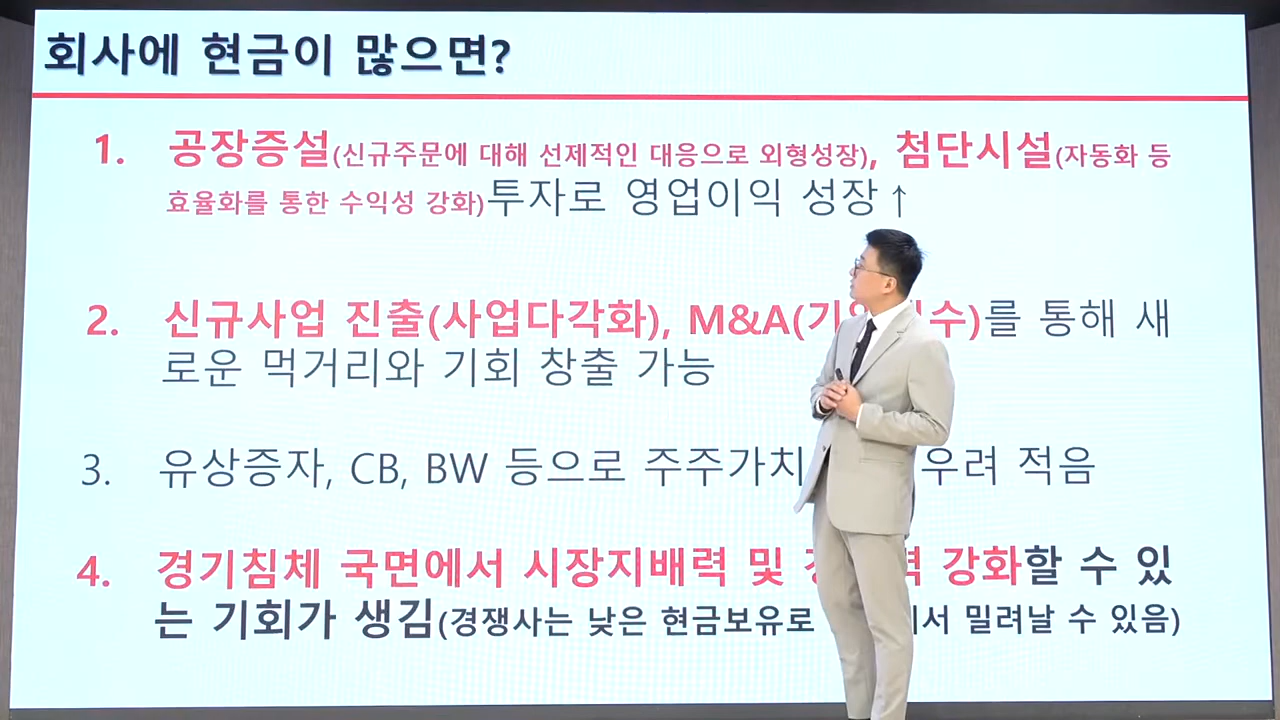 회사에 현금이 많으면?
1. 공장증설(신규주문에 대해 선제적인 대응으로 외형성장), 첨단시설(자동화 등
효율화를 통한 수익성 강화)투자로 영업이익 성장↑
2. 신규사업 진출(사업다각화), M&A(기 수)를 통해 새
로운 먹거리와 기회 창출 가능
3. 유상증자, CB, BW 등으로 주주가치 우려 적음
4. 경기침체 국면에서 시장지배력 및 강화할 수 있
는 기회가 생김(경쟁사는 낮은 현금보유로 밀려날 수 있음)